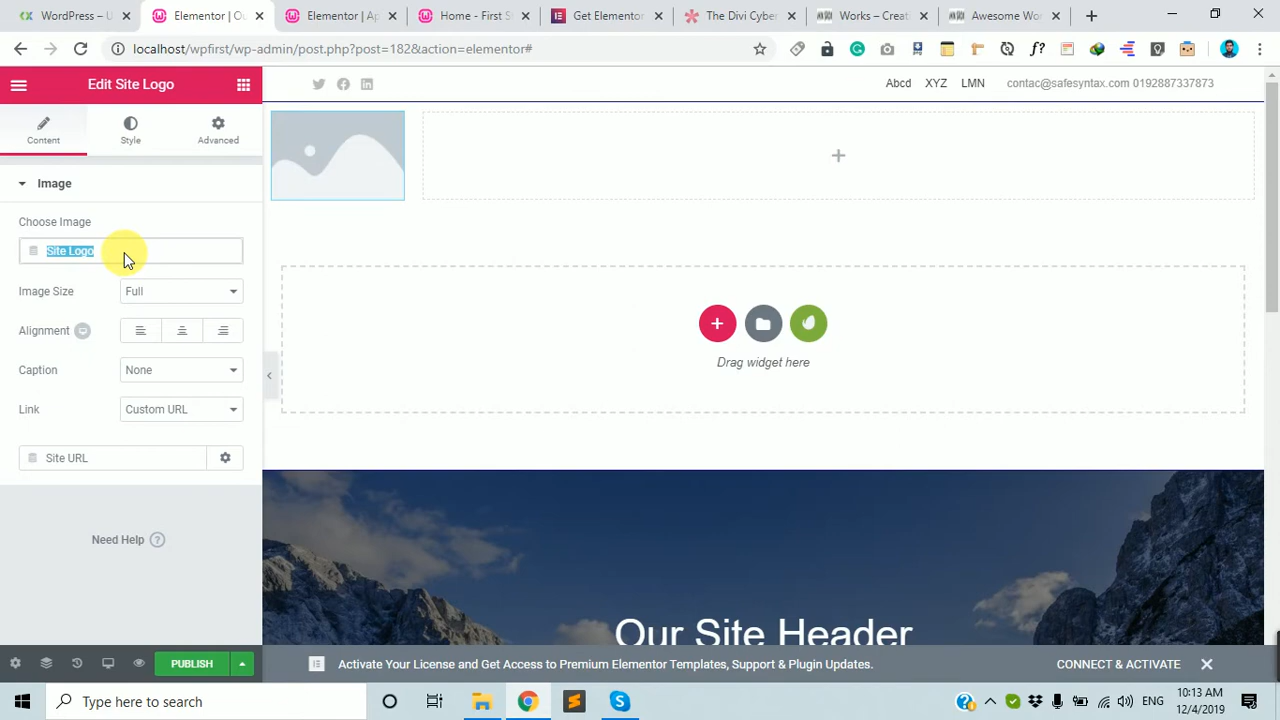 WordPress – U
Elementor | Ou
Elementor | Ap
Home - First S
Get Elementor
The Divi Cyber
Works – Creat
Awesome Wor
localhost/wpfirst/wp-admin/post.php?post=182&action=elementor#
Edit Site Logo
Abcd XYZ LMN contac@safesyntax.com 0192887337873
Content Style Advanced
Image
Choose Image
Site Logo
Image Size Full
Alignment
Caption None
Link Custom URL
Site URL
Need Help ?
Drag widget here
Our Site Header
PUBLISH
Activate Your License and Get Access to Premium Elementor Templates, Support & Plugin Updates.
CONNECT & ACTIVATE
Type here to search
ENG
10:13 AM
12/4/2019